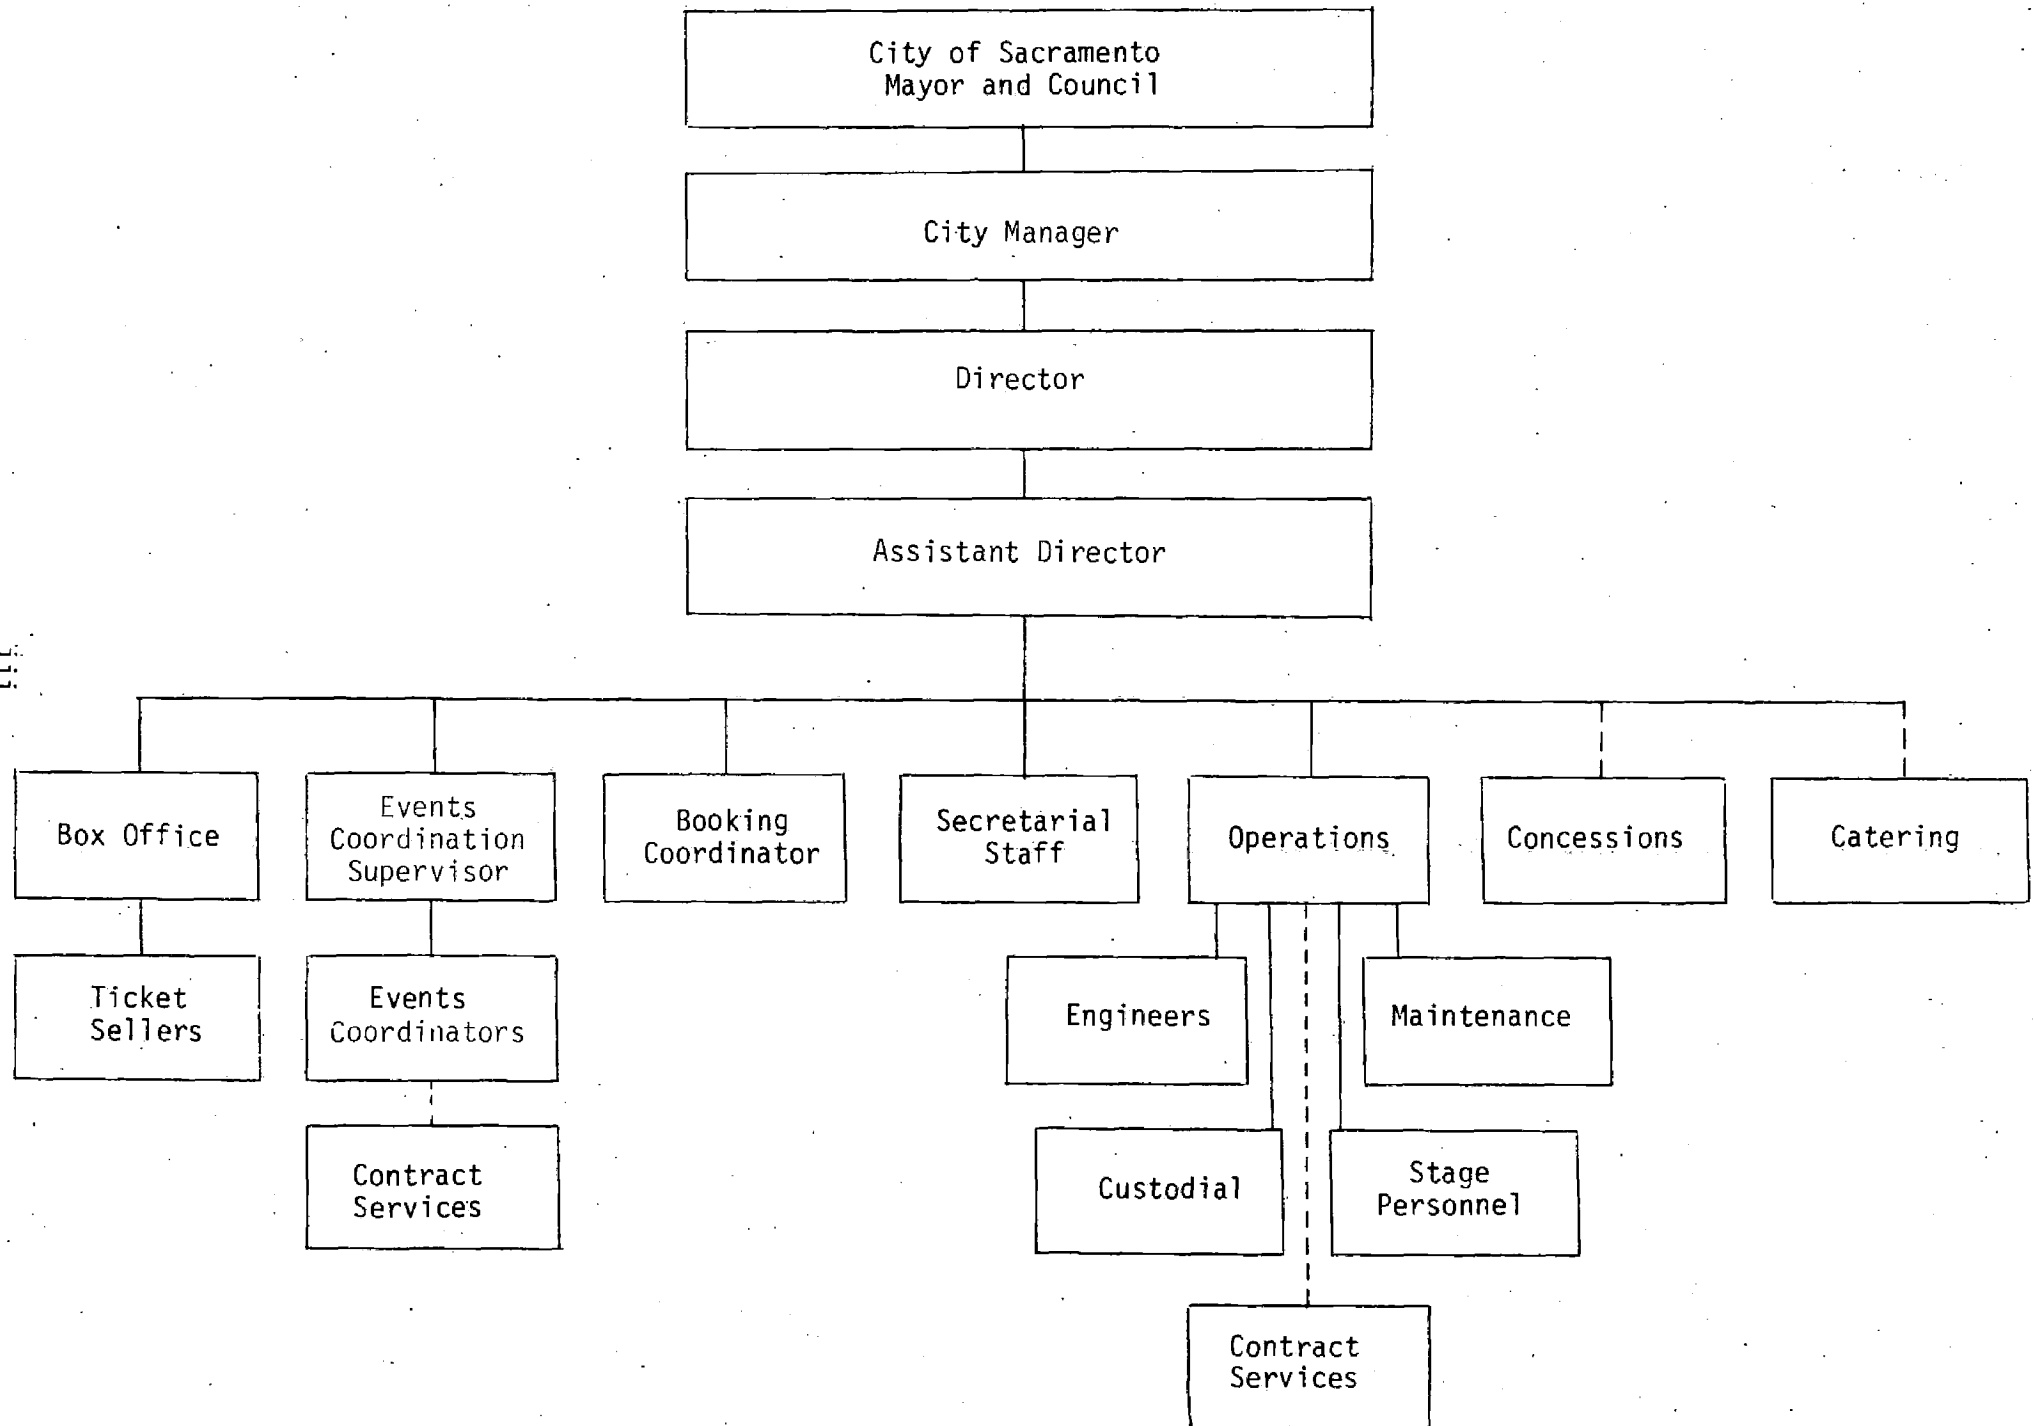 City of Sacramento
Mayor and Council
City Manager
Director
Assistant Director
Box Office
Events
Coordination
Supervisor
Booking
Coordinator
Secretarial
Staff
Operations
Concessions
Catering
Ticket
Sellers
Events
Coordinators
Engineers
Maintenance
Contract
Services
Custodial
Stage
Personnel
Contract
Services